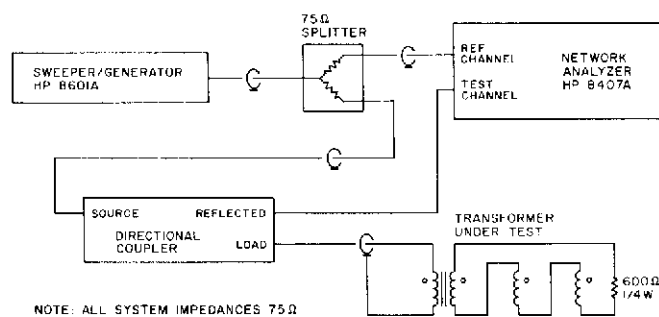 75Ω
SPLITTER
SWEEPER/GENERATOR
HP 8601A
REF
CHANNEL
TEST
CHANNEL
NETWORK
ANALYZER
HP 8407A
SOURCE
REFLECTED
DIRECTIONAL
COUPLER
LOAD
TRANSFORMER
UNDER TEST
600Ω
1/4W
NOTE: ALL SYSTEM IMPEDANCES 75Ω